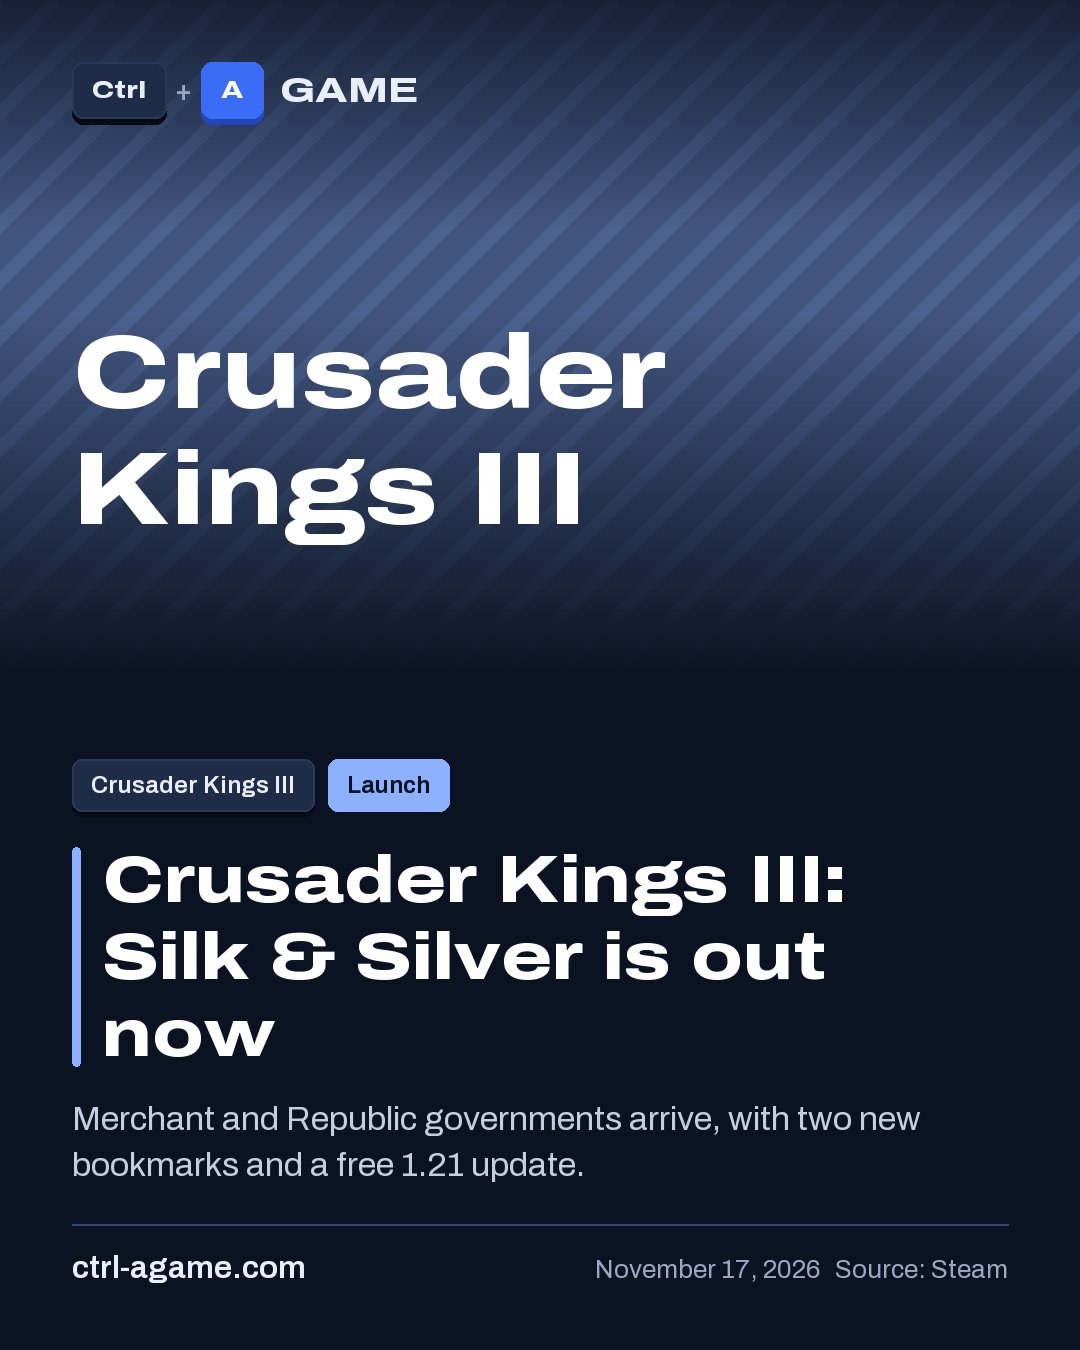 Ctrl + A GAME
Crusader
Kings III
Crusader Kings III Launch
Crusader Kings III:
Silk & Silver is out
now
Merchant and Republic governments arrive, with two new
bookmarks and a free 1.21 update.
ctrl-agame.com November 17, 2026 Source: Steam